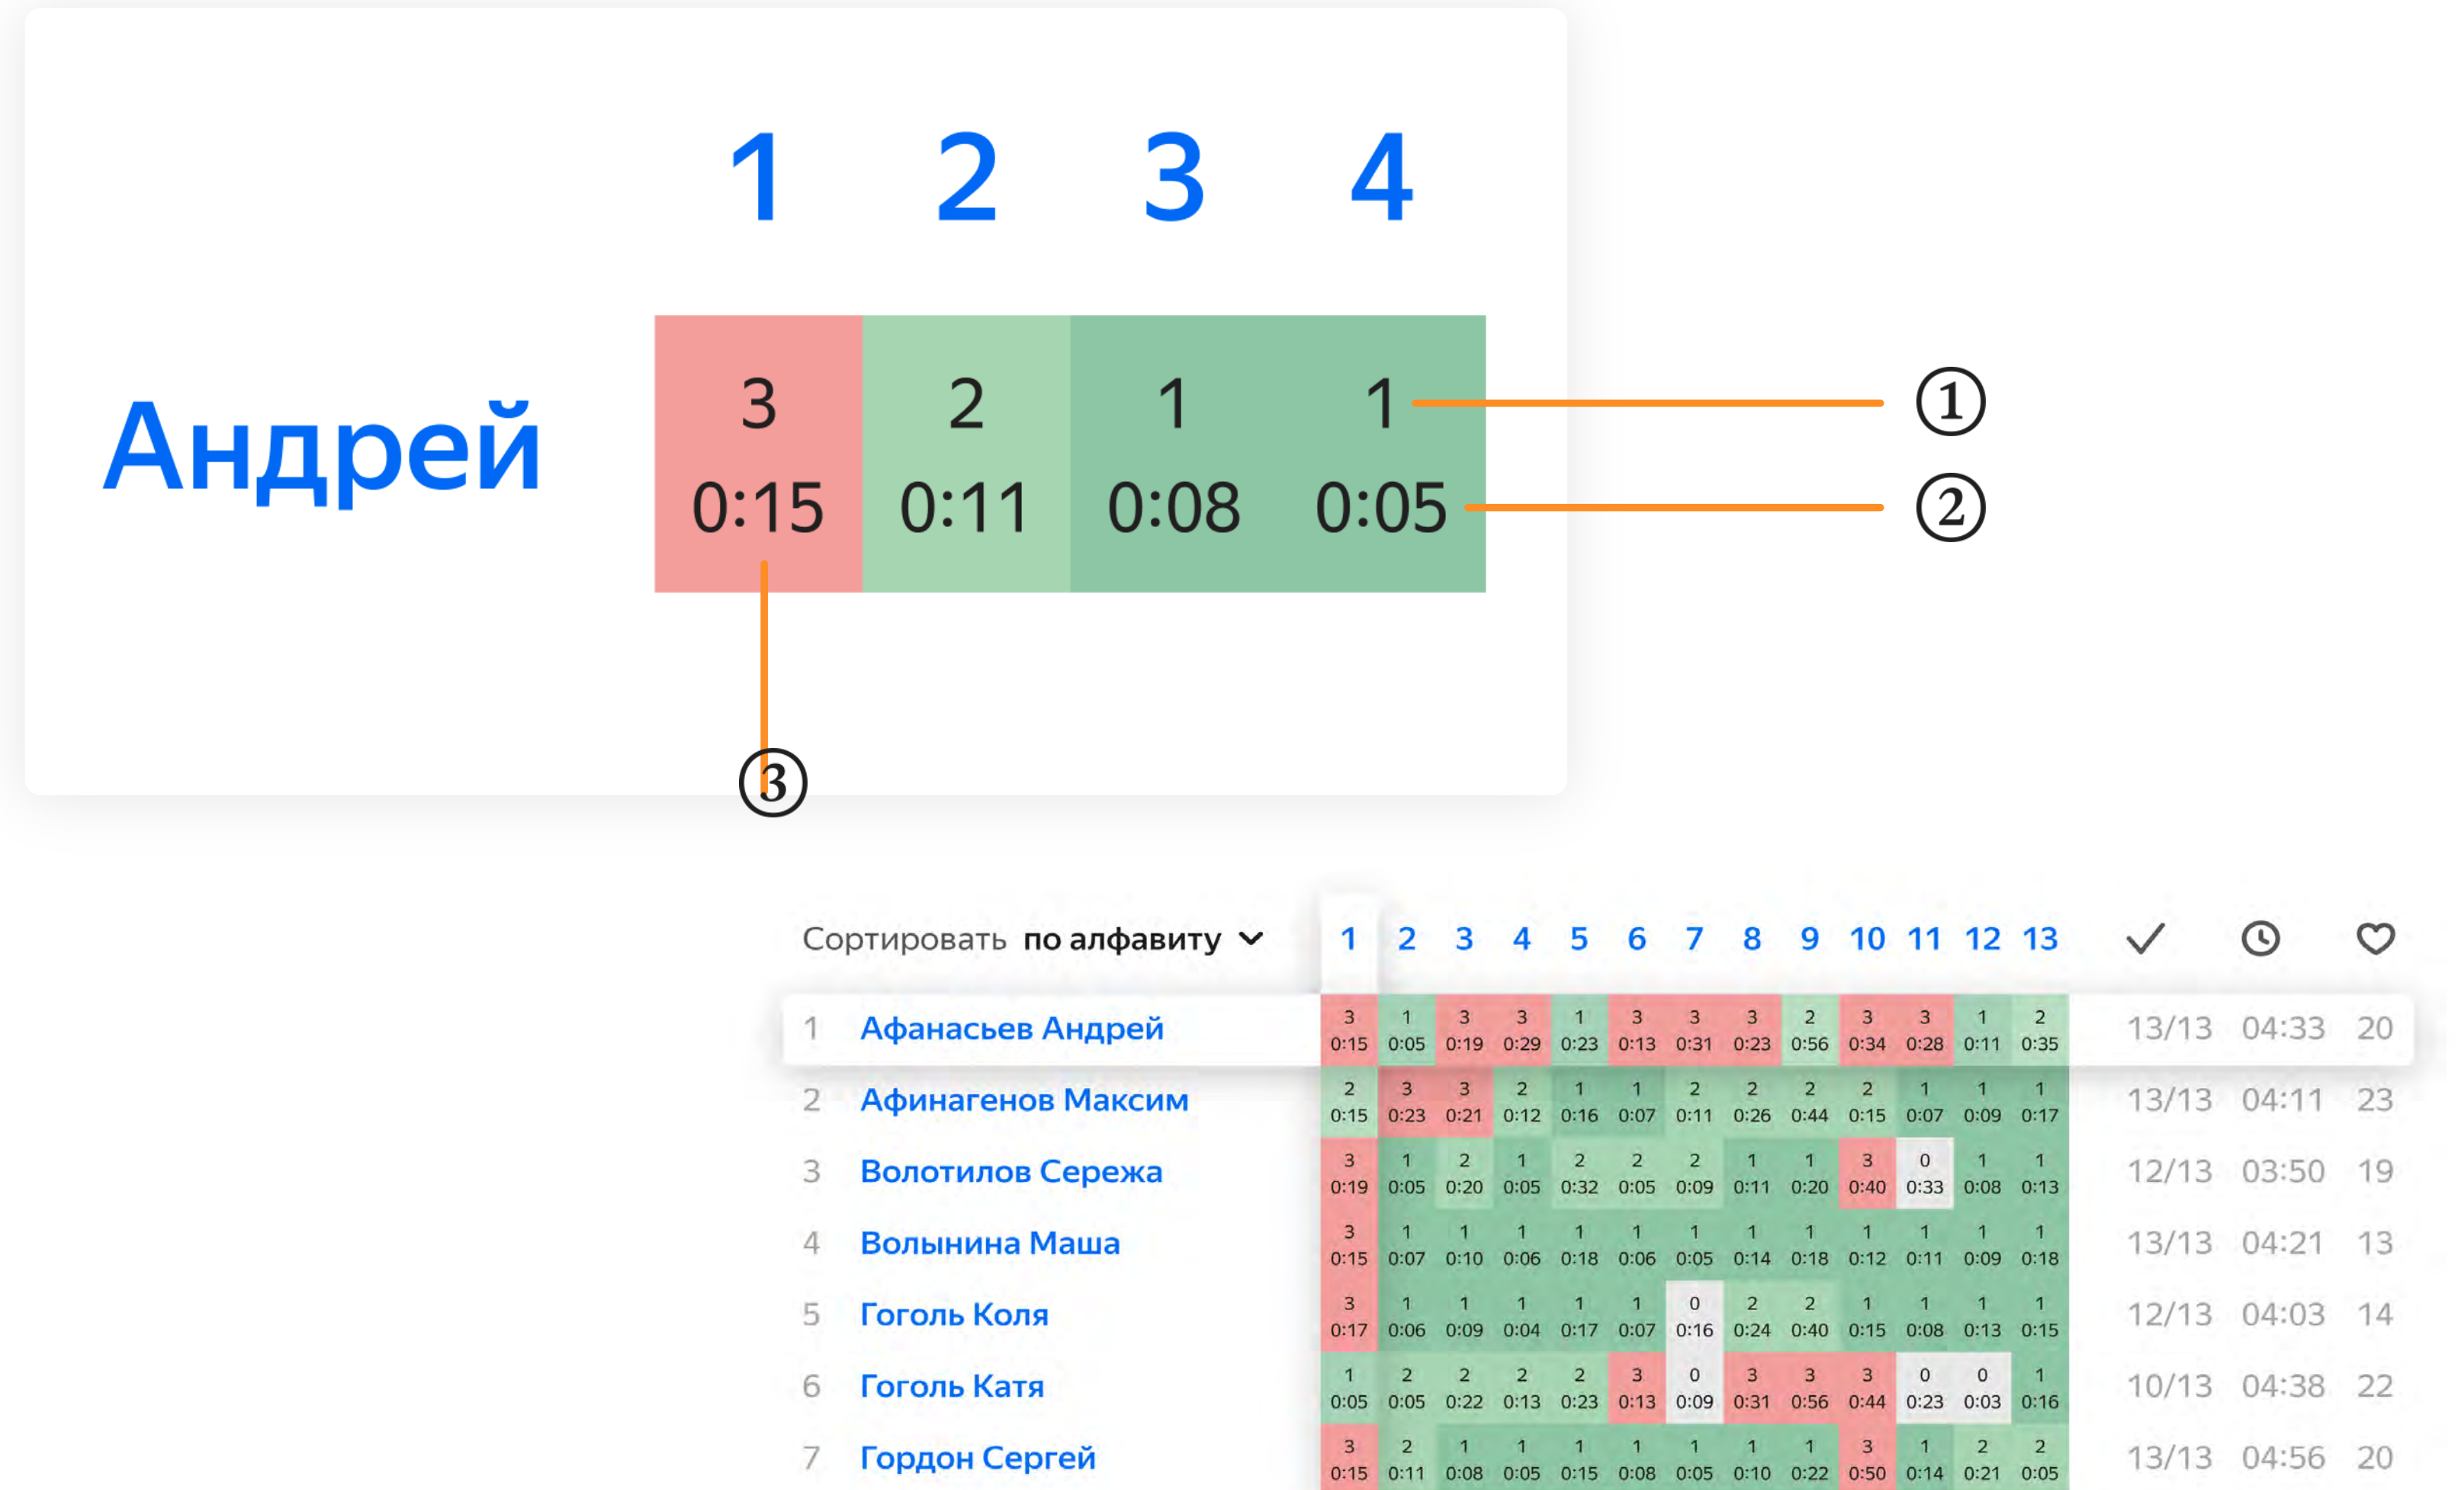 1 2 3 4
Андрей
3 2 1 1
0:15 0:11 0:08 0:05
①
②
③
Сортировать по алфавиту 1 2 3 4 5 6 7 8 9 10 11 12 13
1 Афанасьев Андрей 13/13 04:33 20
3 1 3 3 1 3 3 3 2 3 3 1 2
0:15 0:05 0:19 0:29 0:23 0:13 0:31 0:23 0:56 0:34 0:28 0:11 0:35
2 Афинагенов Максим 13/13 04:11 23
2 3 3 2 1 1 2 2 2 2 1 1 1
0:15 0:23 0:21 0:12 0:16 0:07 0:11 0:26 0:44 0:15 0:07 0:09 0:17
3 Волотилов Сережа 12/13 03:50 19
3 1 2 1 2 2 2 1 1 3 0 1 1
0:19 0:05 0:20 0:05 0:32 0:05 0:09 0:11 0:20 0:40 0:33 0:08 0:13
4 Волынина Маша 13/13 04:21 13
3 1 1 1 1 1 1 1 1 1 1 1 1
0:15 0:07 0:10 0:06 0:18 0:06 0:05 0:14 0:18 0:12 0:11 0:09 0:18
5 Гоголь Коля 12/13 04:03 14
3 1 1 1 1 1 0 2 2 1 1 1 1
0:17 0:06 0:09 0:04 0:17 0:07 0:16 0:24 0:40 0:15 0:08 0:13 0:15
6 Гоголь Катя 10/13 04:38 22
1 2 2 2 2 3 0 3 3 3 0 0 1
0:05 0:05 0:22 0:13 0:23 0:13 0:09 0:31 0:56 0:44 0:23 0:03 0:16
7 Гордон Сергей 13/13 04:56 20
3 2 1 1 1 1 1 1 1 3 1 2 2
0:15 0:11 0:08 0:05 0:15 0:08 0:05 0:10 0:22 0:50 0:14 0:21 0:05